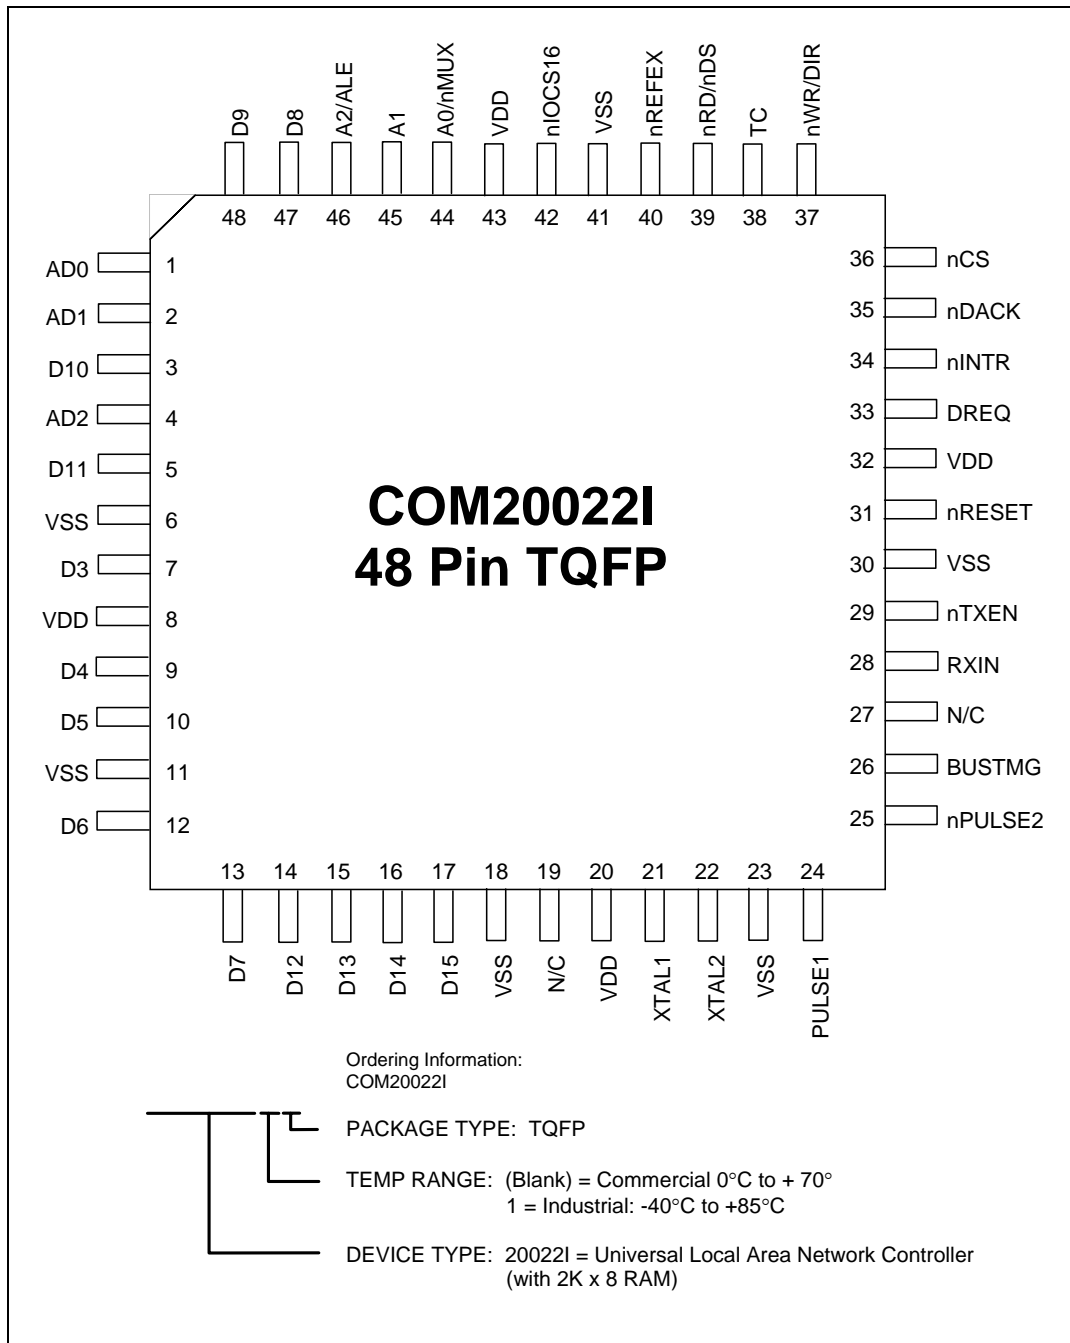 D9
D8
A2/ALE
A1
A0/nMUX
VDD
nIOCS16
VSS
nREFEX
nRD/nDS
TC
nWR/DIR
48 47 46 45 44 43 42 41 40 39 38 37
AD0 1
AD1 2
D10 3
AD2 4
D11 5
VSS 6
D3 7
VDD 8
D4 9
D5 10
VSS 11
D6 12
COM20022I
48 Pin TQFP
36 nCS
35 nDACK
34 nINTR
33 DREQ
32 VDD
31 nRESET
30 VSS
29 nTXEN
28 RXIN
27 N/C
26 BUSTMG
25 nPULSE2
13 14 15 16 17 18 19 20 21 22 23 24
D7
D12
D13
D14
D15
VSS
N/C
VDD
XTAL1
XTAL2
VSS
PULSE1
Ordering Information:
COM20022I
PACKAGE TYPE: TQFP
TEMP RANGE: (Blank) = Commercial 0°C to + 70°
1 = Industrial: -40°C to +85°C
DEVICE TYPE: 20022I = Universal Local Area Network Controller
(with 2K x 8 RAM)